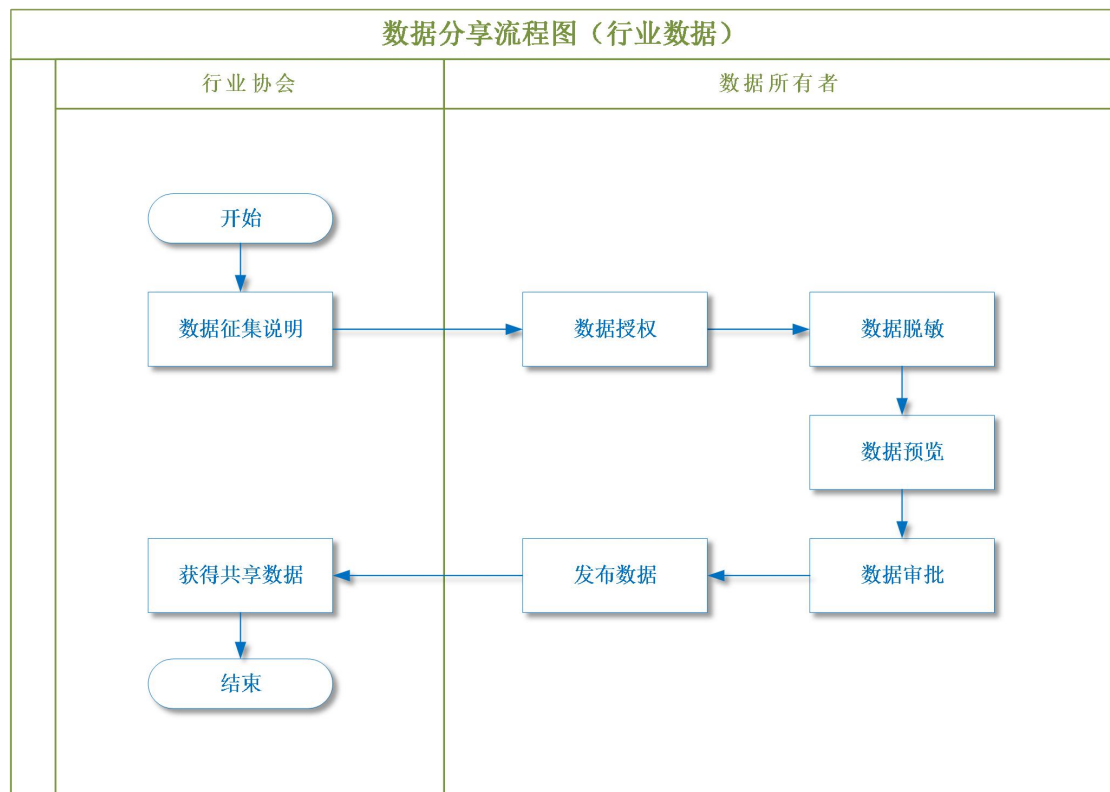 数据分享流程图（行业数据）
行业协会
数据所有者
开始
数据征集说明
数据授权
数据脱敏
数据预览
获得共享数据
发布数据
数据审批
结束